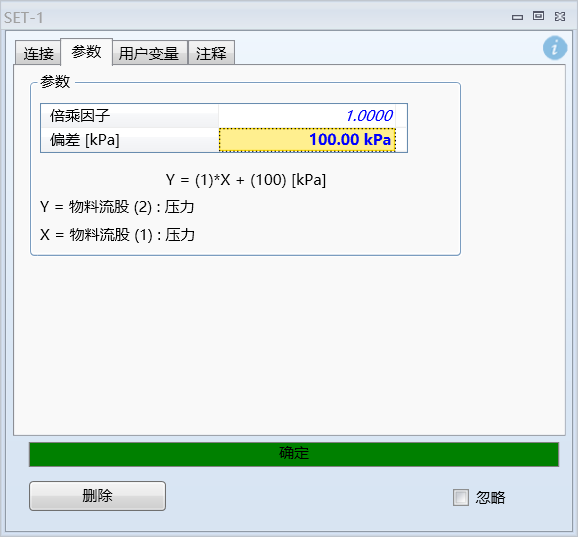 SET-1
连接 参数 用户变量 注释
参数
倍乘因子 1.0000
偏差 [kPa] 100.00 kPa
Y = (1)*X + (100) [kPa]
Y = 物料流股 (2) : 压力
X = 物料流股 (1) : 压力
确定
删除 忽略